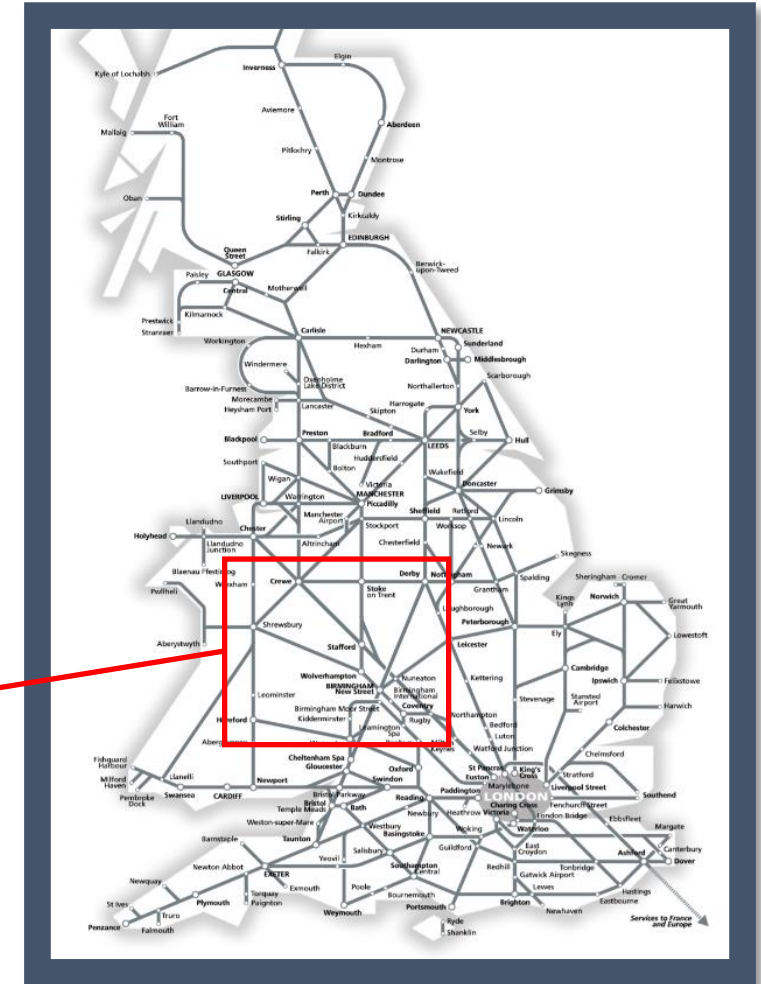 Elgin
Inverness
Kyle of Lochalsh
Aviemore
Fort
William
Mallaig
Aberdeen
Pitlochry
Montrose
Perth
Dundee
Oban
Stirling
Kirkcaldy
EDINBURGH
Queen
Street
Falkirk
Berwick-
upon-Tweed
Paisley
GLASGOW
Central
Motherwell
Kilmarnock
Prestwick
Stranraer
Carlisle
NEWCASTLE
Workington
Hexham
Durham
Sunderland
Darlington
Middlesbrough
Windermere
Scarborough
Oxenholme
Lake District
Barrow-in-Furness
Northallerton
Morecambe
Heysham Port
Lancaster
Harrogate
York
Skipton
Blackpool
Preston
Bradford
Selby
Blackburn
LEEDS
Hull
Huddersfield
Southport
Bolton
Wakefield
Wigan
Victoria
Doncaster
MANCHESTER
Piccadilly
Grimsby
LIVERPOOL
Warrington
Manchester
Airport
Sheffield
Retford
Llandudno
Stockport
Worksop
Lincoln
Holyhead
Chester
Llandudno
Junction
Altrincham
Chesterfield
Newark
Skegness
Blaenau Ffestiniog
Wrexham
Crewe
Stoke
on Trent
Derby
Nottingham
Grantham
Spalding
Sheringham
Cromer
Pwllheli
Loughborough
Kings
Lynn
Norwich
Great
Yarmouth
Shrewsbury
Peterborough
Ely
Lowestoft
Aberystwyth
Stafford
Leicester
Wolverhampton
BIRMINGHAM
New Street
Nuneaton
Kettering
Cambridge
Ipswich
Felixstowe
Birmingham
International
Leominster
Coventry
Stevenage
Stansted
Airport
Harwich
Birmingham Moor Street
Kidderminster
Rugby
Northampton
Hereford
Leamington
Spa
Bedford
Colchester
Luton
Milton
Keynes
Watford Junction
Chelmsford
Cheltenham Spa
Gloucester
Oxford
St Pancras
King's
Cross
Fishguard
Harbour
Euston
Stratford
Milford
Haven
Llanelli
Newport
Swindon
Paddington
Marylebone
Liverpool Street
Pembroke
Dock
Swansea
CARDIFF
Bristol Parkway
Reading
LONDON
Southend
Bristol
Temple Meads
Bath
Heathrow
Victoria
Charing Cross
Fenchurch Street
Newbury
London Bridge
Ebbsfleet
Weston-super-Mare
Westbury
Basingstoke
Woking
Waterloo
Margate
Barnstaple
Taunton
Salisbury
Guildford
East
Croydon
Canterbury
Yeovil
Ashford
Dover
Newton Abbot
EXETER
Southampton
Central
Redhill
Tonbridge
Gatwick Airport
Newquay
Exmouth
Poole
Lewes
Hastings
Torquay
Paignton
Bournemouth
Eastbourne
St Ives
Plymouth
Truro
Weymouth
Portsmouth
Brighton
Newhaven
Penzance
Falmouth
Ryde
Shanklin
Services to France
and Europe